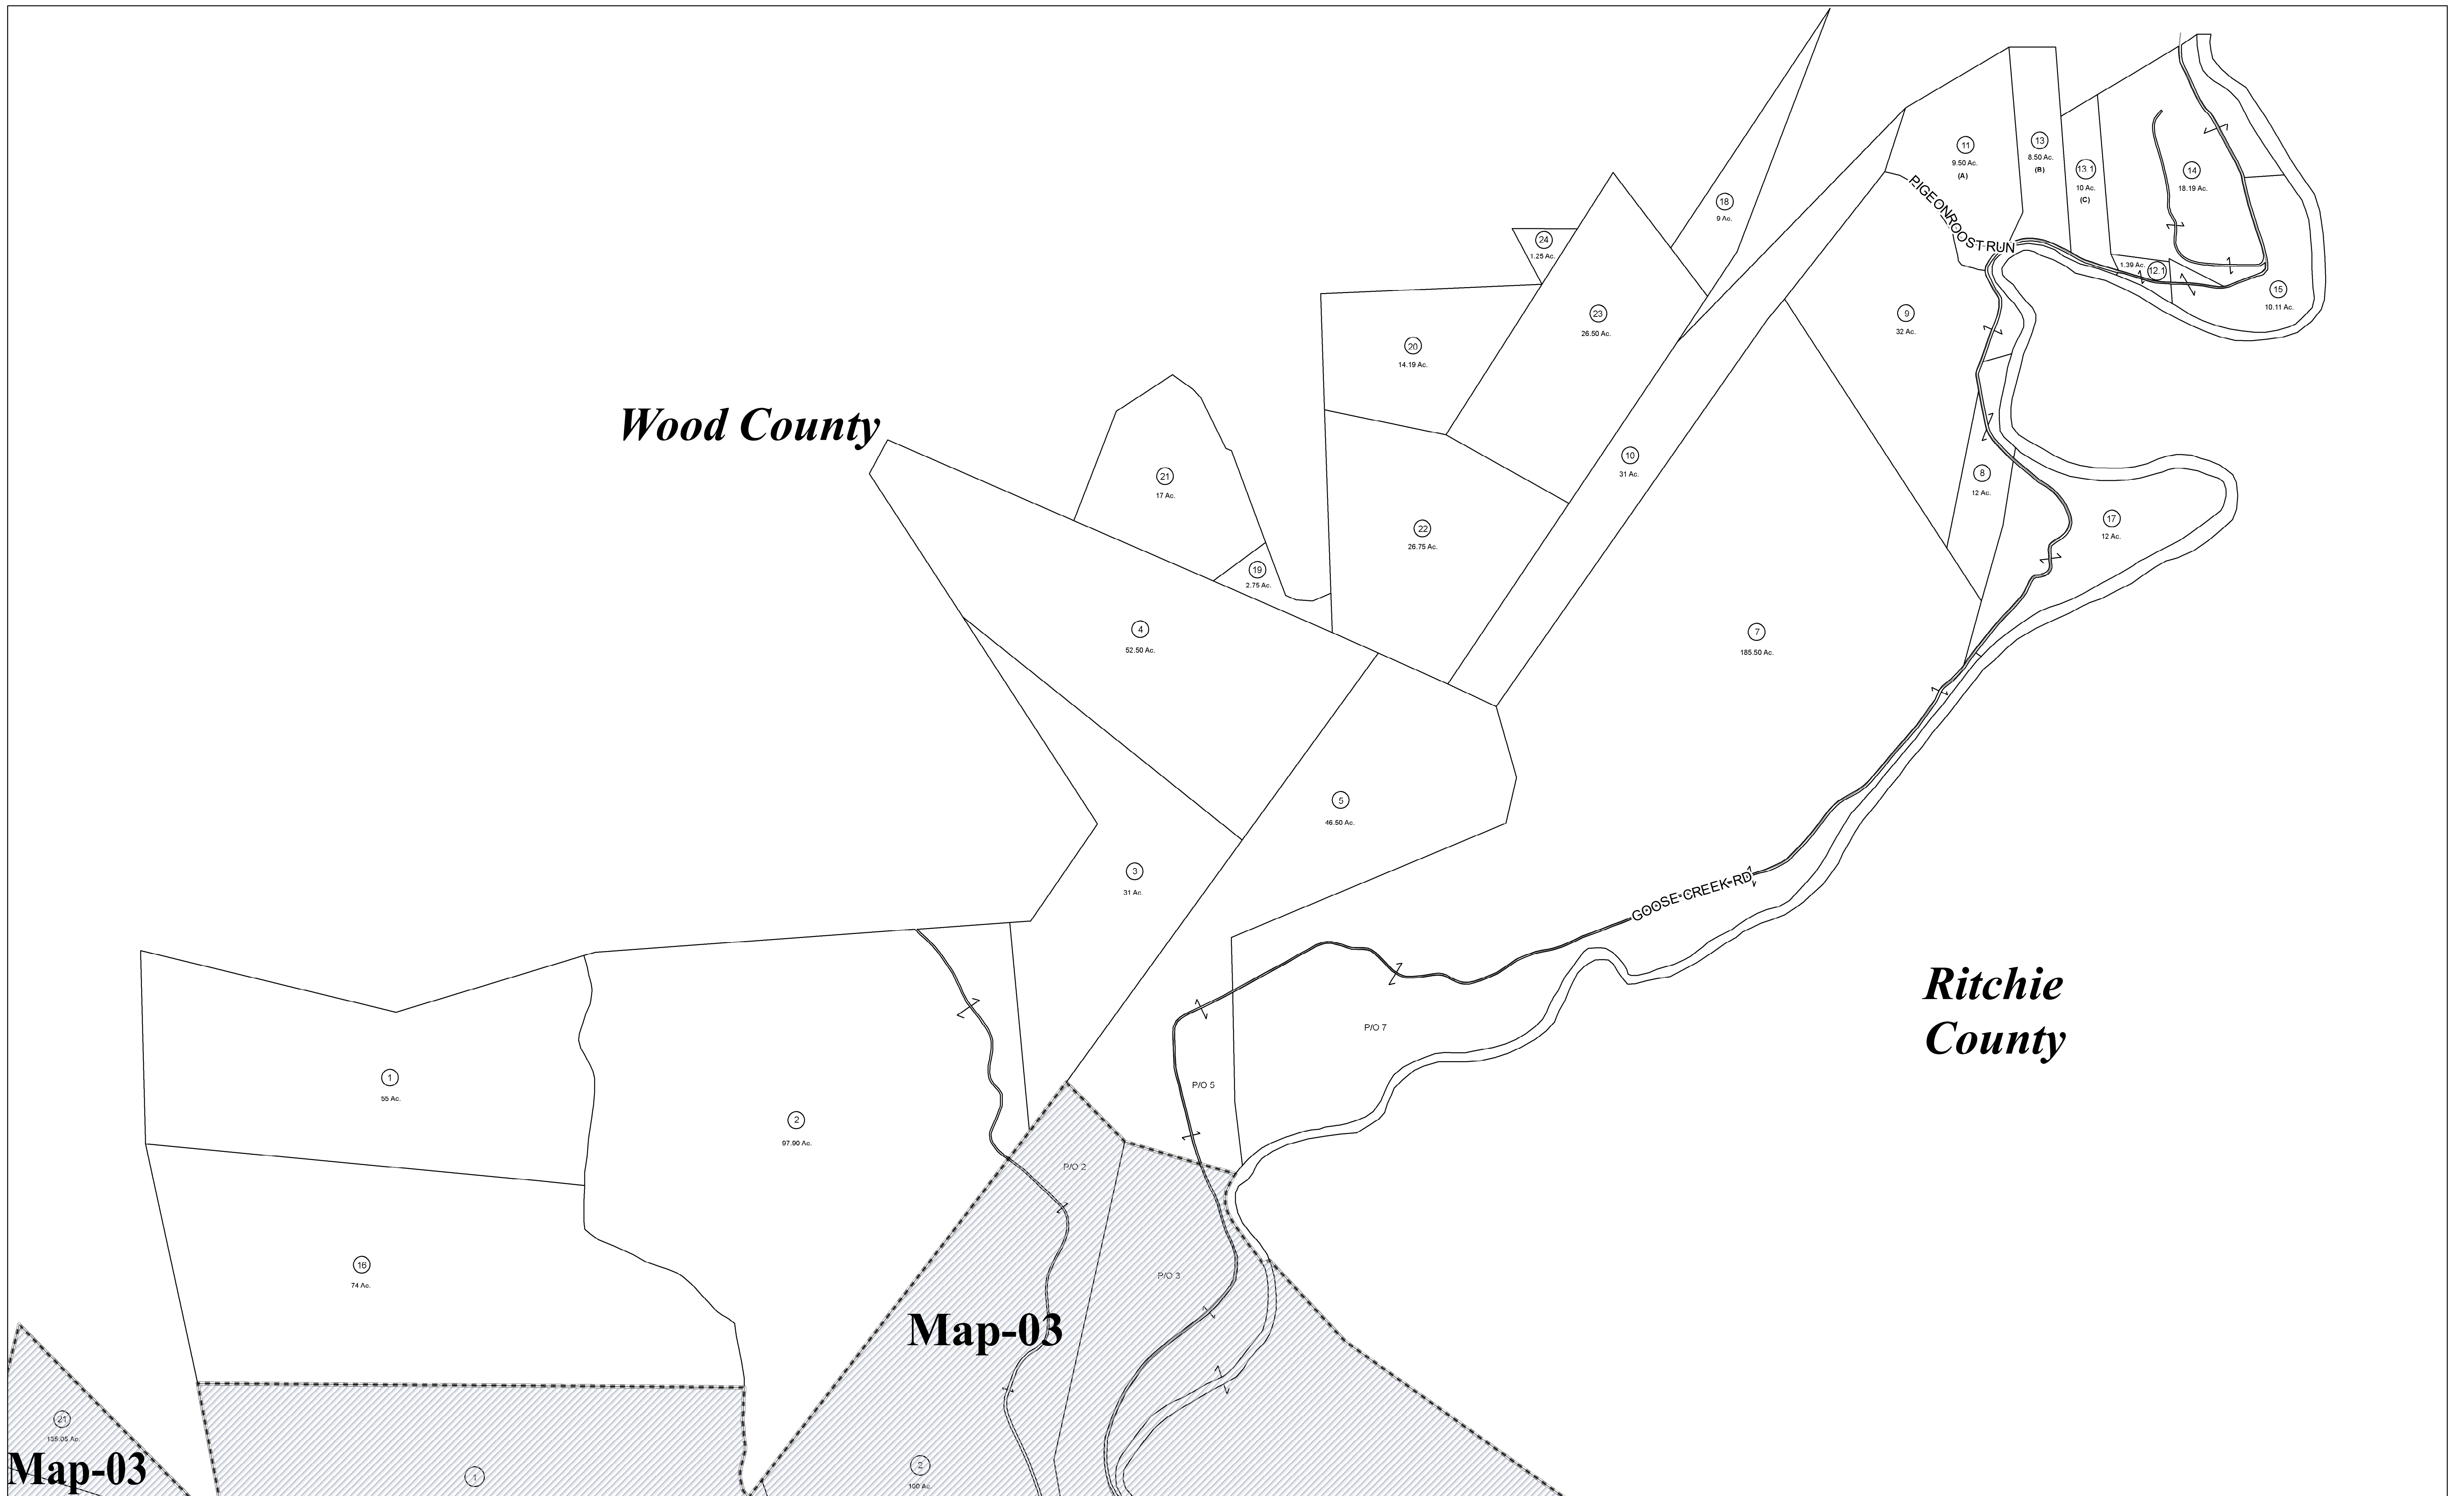 11
9.50 Ac.
(A)
13
8.50 Ac.
(B)
13.1
10 Ac.
(C)
14
18.19 Ac.
PIGEONROOST RUN
18
9 Ac.
24
1.25 Ac.
1.39 Ac.
12.1
15
10.11 Ac.
23
26.50 Ac.
9
32 Ac.
20
14.19 Ac.
Wood County
10
31 Ac.
21
17 Ac.
8
12 Ac.
22
26.75 Ac.
17
12 Ac.
19
2.75 Ac.
4
52.50 Ac.
7
185.50 Ac.
5
46.50 Ac.
3
31 Ac.
GOOSE CREEK RD
Ritchie
County
P/O 7
1
55 Ac.
P/O 5
2
97.90 Ac.
P/O 2
16
74 Ac.
P/O 3
Map-03
21
Map-03
1
2
100 Ac.